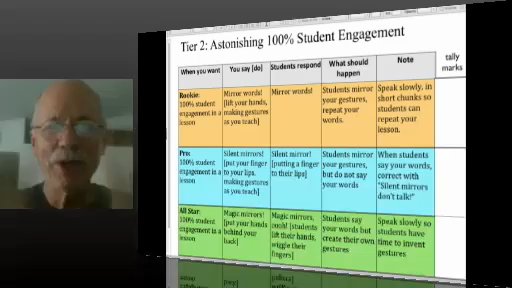 Tier 2: Astonishing 100% Student Engagement
When you want
You say [do]
Students respond
What should
happen
Note
tally
marks
Rookie:
100% student
engagement in a
lesson
Mirror words!
[lift your hands,
making gestures
as you teach]
Mirror words!
Students mirror
your gestures,
repeat your
words.
Speak slowly, in
short chunks so
students can
repeat your
lesson.
Pro:
100% student
engagement in a
lesson
Silent mirrors!
[put your finger
to your lips,
making gestures
as you teach]
Silent mirror!
[putting a finger
to their lips]
Students mirror
your gestures,
but do not say
your words
When students
say your words,
correct with
"Silent mirrors
don't talk!"
All Star:
100% student
engagement in a
lesson
Magic mirror!
[put your hands
behind your
back]
Magic mirrors,
oooh! [students
lift their hands,
wiggle their
fingers]
Students say
your words but
create their own
gestures
Speak slowly so
students have
time to invent
gestures